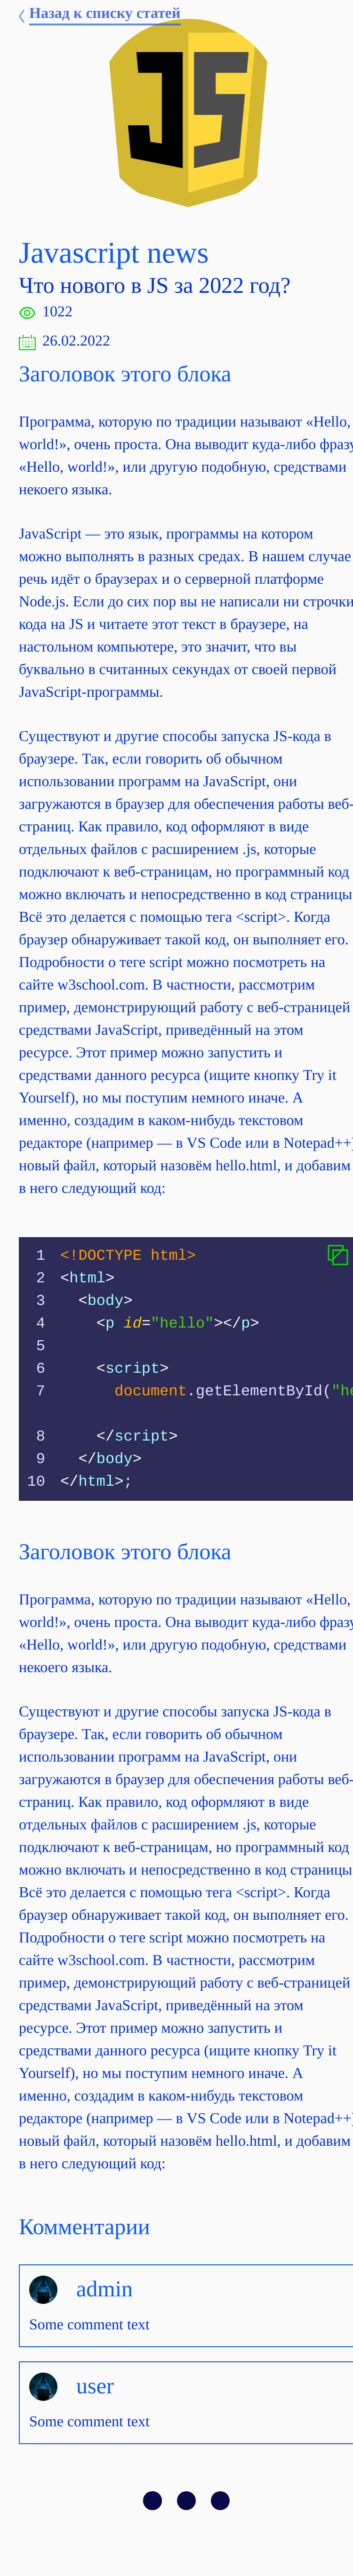 Назад к списку статей
JS
Javascript news
Что нового в JS за 2022 год?
1022
26.02.2022
Заголовок этого блока
Программа, которую по традиции называют «Hello,
world!», очень проста. Она выводит куда-либо фразу
«Hello, world!», или другую подобную, средствами
некоего языка.
JavaScript — это язык, программы на котором
можно выполнять в разных средах. В нашем случае
речь идёт о браузерах и о серверной платформе
Node.js. Если до сих пор вы не написали ни строчки
кода на JS и читаете этот текст в браузере, на
настольном компьютере, это значит, что вы
буквально в считанных секундах от своей первой
JavaScript-программы.
Существуют и другие способы запуска JS-кода в
браузере. Так, если говорить об обычном
использовании программ на JavaScript, они
загружаются в браузер для обеспечения работы веб-
страниц. Как правило, код оформляют в виде
отдельных файлов с расширением .js, которые
подключают к веб-страницам, но программный код
можно включать и непосредственно в код страницы
Всё это делается с помощью тега <script>. Когда
браузер обнаруживает такой код, он выполняет его.
Подробности о теге script можно посмотреть на
сайте w3school.com. В частности, рассмотрим
пример, демонстрирующий работу с веб-страницей
средствами JavaScript, приведённый на этом
ресурсе. Этот пример можно запустить и
средствами данного ресурса (ищите кнопку Try it
Yourself), но мы поступим немного иначе. А
именно, создадим в каком-нибудь текстовом
редакторе (например — в VS Code или в Notepad++)
новый файл, который назовём hello.html, и добавим
в него следующий код:
1 <!DOCTYPE html>
2 <html>
3 <body>
4 <p id="hello"></p>
5
6 <script>
7 document.getElementById("he
8 </script>
9 </body>
10 </html>;
Заголовок этого блока
Программа, которую по традиции называют «Hello,
world!», очень проста. Она выводит куда-либо фразу
«Hello, world!», или другую подобную, средствами
некоего языка.
Существуют и другие способы запуска JS-кода в
браузере. Так, если говорить об обычном
использовании программ на JavaScript, они
загружаются в браузер для обеспечения работы веб-
страниц. Как правило, код оформляют в виде
отдельных файлов с расширением .js, которые
подключают к веб-страницам, но программный код
можно включать и непосредственно в код страницы
Всё это делается с помощью тега <script>. Когда
браузер обнаруживает такой код, он выполняет его.
Подробности о теге script можно посмотреть на
сайте w3school.com. В частности, рассмотрим
пример, демонстрирующий работу с веб-страницей
средствами JavaScript, приведённый на этом
ресурсе. Этот пример можно запустить и
средствами данного ресурса (ищите кнопку Try it
Yourself), но мы поступим немного иначе. А
именно, создадим в каком-нибудь текстовом
редакторе (например — в VS Code или в Notepad++)
новый файл, который назовём hello.html, и добавим
в него следующий код:
Комментарии
admin
Some comment text
user
Some comment text